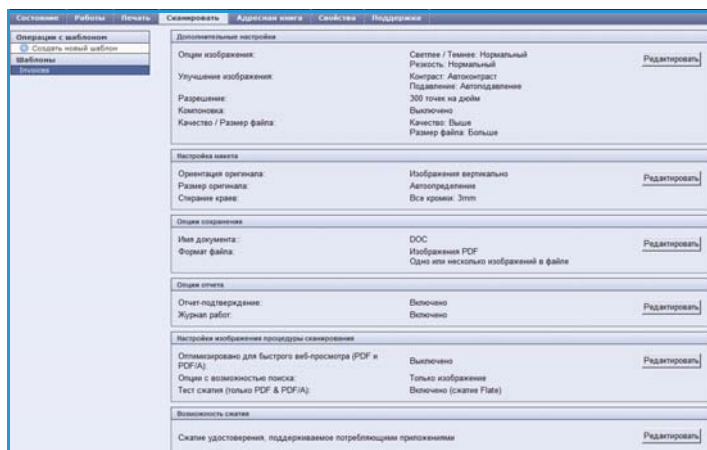 Состояние Работы Печать Сканировать Адресная книга Свойства Поддержка
Операции с шаблоном
Создать новый шаблон
Шаблоны
Invoices
Дополнительные настройки
Опции изображения: Светлее / Темнее: Нормальный Редактировать
Резкость: Нормальный
Улучшение изображения: Контраст: Автоконтраст
Подавление: Автоподавление
Разрешение: 300 точек на дюйм
Компоновка: Выключено
Качество / Размер файла: Качество: Выше
Размер файла: Больше
Настройка макета
Ориентация оригинала: Изображения вертикально Редактировать
Размер оригинала: Автоопределение
Стирание краев: Все кромки: 3mm
Опции сохранения
Имя документа:: DOC Редактировать
Формат файла: Изображения PDF
Одно или несколько изображений в файле
Опции отчета
Отчет-подтверждение: Включено Редактировать
Журнал работ: Включено
Настройки изображения процедуры сканирования
Оптимизировано для быстрого веб-просмотра (PDF и PDF/A): Выключено Редактировать
Опции с возможностью поиска: Только изображение
Тест сжатия (только PDF & PDF/A): Включено (сжатие Flate)
Возможность сжатия
Сжатие удостоверения, поддерживаемое потребляющими приложениями Редактировать